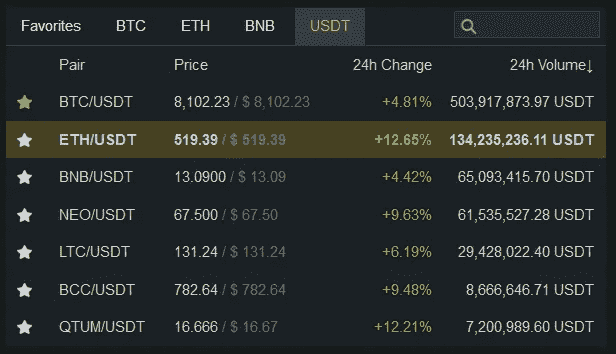 Favorites BTC ETH BNB USDT
Pair Price 24h Change 24h Volume↓
BTC/USDT 8,102.23 / $ 8,102.23 +4.81% 503,917,873.97 USDT
ETH/USDT 519.39 / $ 519.39 +12.65% 134,235,236.11 USDT
BNB/USDT 13.0900 / $ 13.09 +4.42% 65,093,415.70 USDT
NEO/USDT 67.500 / $ 67.50 +9.63% 61,535,527.28 USDT
LTC/USDT 131.24 / $ 131.24 +6.19% 29,428,022.40 USDT
BCC/USDT 782.64 / $ 782.64 +9.48% 8,666,646.71 USDT
QTUM/USDT 16.666 / $ 16.67 +12.21% 7,200,989.60 USDT